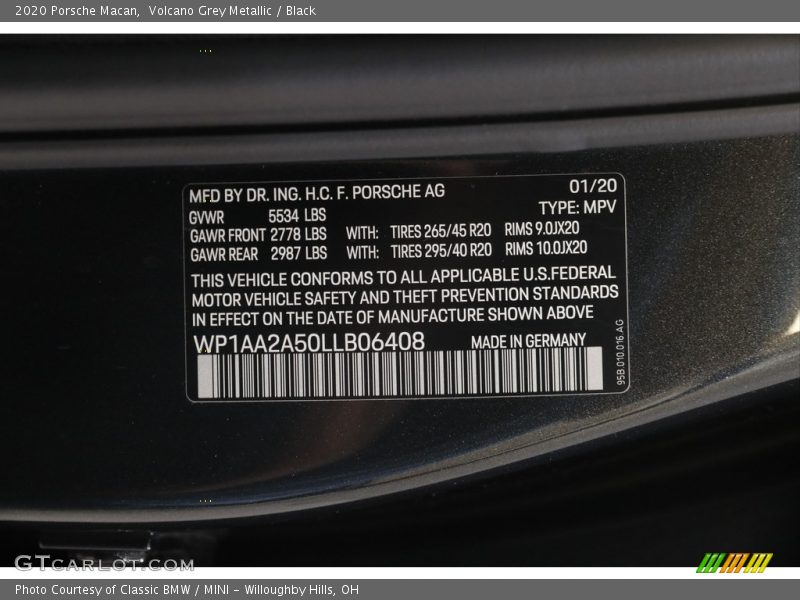 2020 Porsche Macan,  Volcano Grey Metallic / Black
MFD BY DR. ING. H.C. F. PORSCHE AG 01/20
TYPE: MPV
GVWR 5534 LBS
GAWR FRONT 2778 LBS WITH: TIRES 265/45 R20 RIMS 9.0JX20
GAWR REAR 2987 LBS WITH: TIRES 295/40 R20 RIMS 10.0JX20
THIS VEHICLE CONFORMS TO ALL APPLICABLE U.S.FEDERAL
MOTOR VEHICLE SAFETY AND THEFT PREVENTION STANDARDS
IN EFFECT ON THE DATE OF MANUFACTURE SHOWN ABOVE
WP1AA2A50LLB06408 MADE IN GERMANY
95B.010.016.AG
GTcarlot.com
Photo Courtesy of Classic BMW / MINI - Willoughby Hills, OH